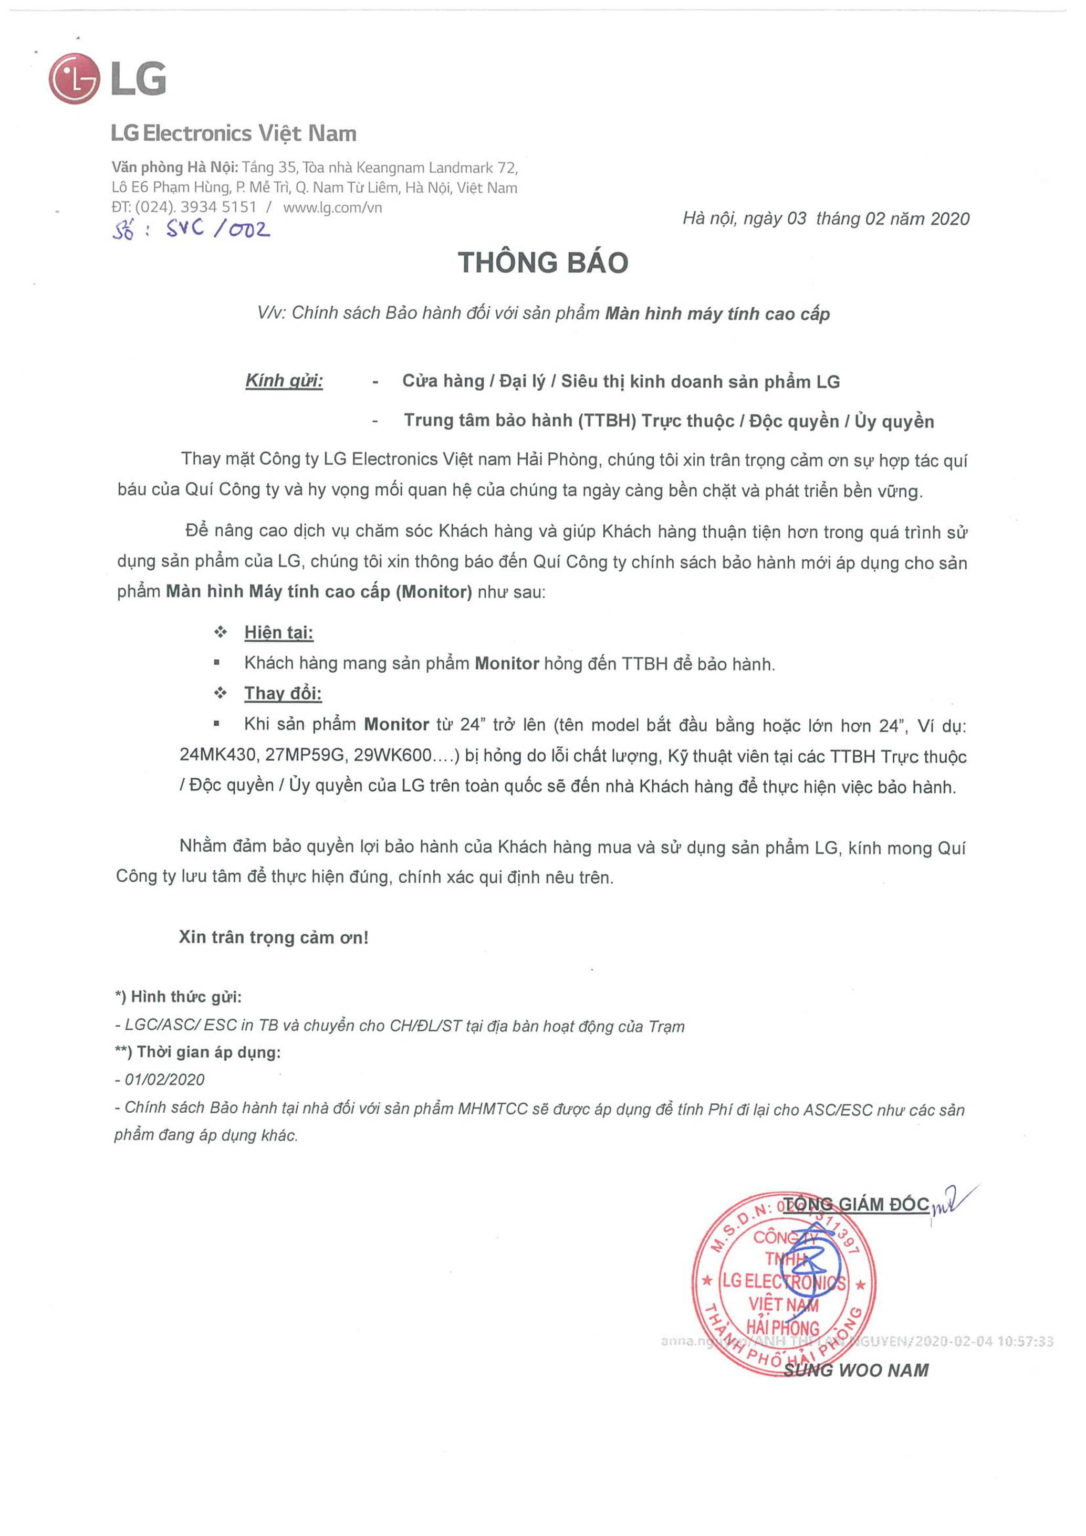 LG
LG Electronics Việt Nam
Văn phòng Hà Nội: Tầng 35, Tòa nhà Keangnam Landmark 72,
Lô E6 Phạm Hùng, P. Mễ Trì, Q. Nam Từ Liêm, Hà Nội, Việt Nam
ĐT: (024). 3934 5151 / www.lg.com/vn
Số : SVC /002
Hà nội, ngày 03 tháng 02 năm 2020
THÔNG BÁO
V/v: Chính sách Bảo hành đối với sản phẩm Màn hình máy tính cao cấp
Kính gửi: - Cửa hàng / Đại lý / Siêu thị kinh doanh sản phẩm LG
- Trung tâm bảo hành (TTBH) Trực thuộc / Độc quyền / Ủy quyền
Thay mặt Công ty LG Electronics Việt nam Hải Phòng, chúng tôi xin trân trọng cảm ơn sự hợp tác quí
báu của Quí Công ty và hy vọng mối quan hệ của chúng ta ngày càng bền chặt và phát triển bền vững.
Để nâng cao dịch vụ chăm sóc Khách hàng và giúp Khách hàng thuận tiện hơn trong quá trình sử
dụng sản phẩm của LG, chúng tôi xin thông báo đến Quí Công ty chính sách bảo hành mới áp dụng cho sản
phẩm Màn hình Máy tính cao cấp (Monitor) như sau:
❖ Hiện tại:
▪ Khách hàng mang sản phẩm Monitor hỏng đến TTBH để bảo hành.
❖ Thay đổi:
▪ Khi sản phẩm Monitor từ 24” trở lên (tên model bắt đầu bằng hoặc lớn hơn 24”, Ví dụ:
24MK430, 27MP59G, 29WK600....) bị hỏng do lỗi chất lượng, Kỹ thuật viên tại các TTBH Trực thuộc
/ Độc quyền / Ủy quyền của LG trên toàn quốc sẽ đến nhà Khách hàng để thực hiện việc bảo hành.
Nhằm đảm bảo quyền lợi bảo hành của Khách hàng mua và sử dụng sản phẩm LG, kính mong Quí
Công ty lưu tâm để thực hiện đúng, chính xác qui định nêu trên.
Xin trân trọng cảm ơn!
*) Hình thức gửi:
- LGC/ASC/ ESC in TB và chuyển cho CH/ĐL/ST tại địa bàn hoạt động của Trạm
**) Thời gian áp dụng:
- 01/02/2020
- Chính sách Bảo hành tại nhà đối với sản phẩm MHMTCC sẽ được áp dụng để tính Phí đi lại cho ASC/ESC như các sản
phẩm đang áp dụng khác.
TỔNG GIÁM ĐỐC
M.S.D.N: 11397
CÔNG TY
TNHH
LG ELECTRONICS
VIỆT NAM
HẢI PHÒNG
THÀNH PHỐ HẢI PHÒNG
NGUYEN/2020-02-04 10:57:33
SUNG WOO NAM